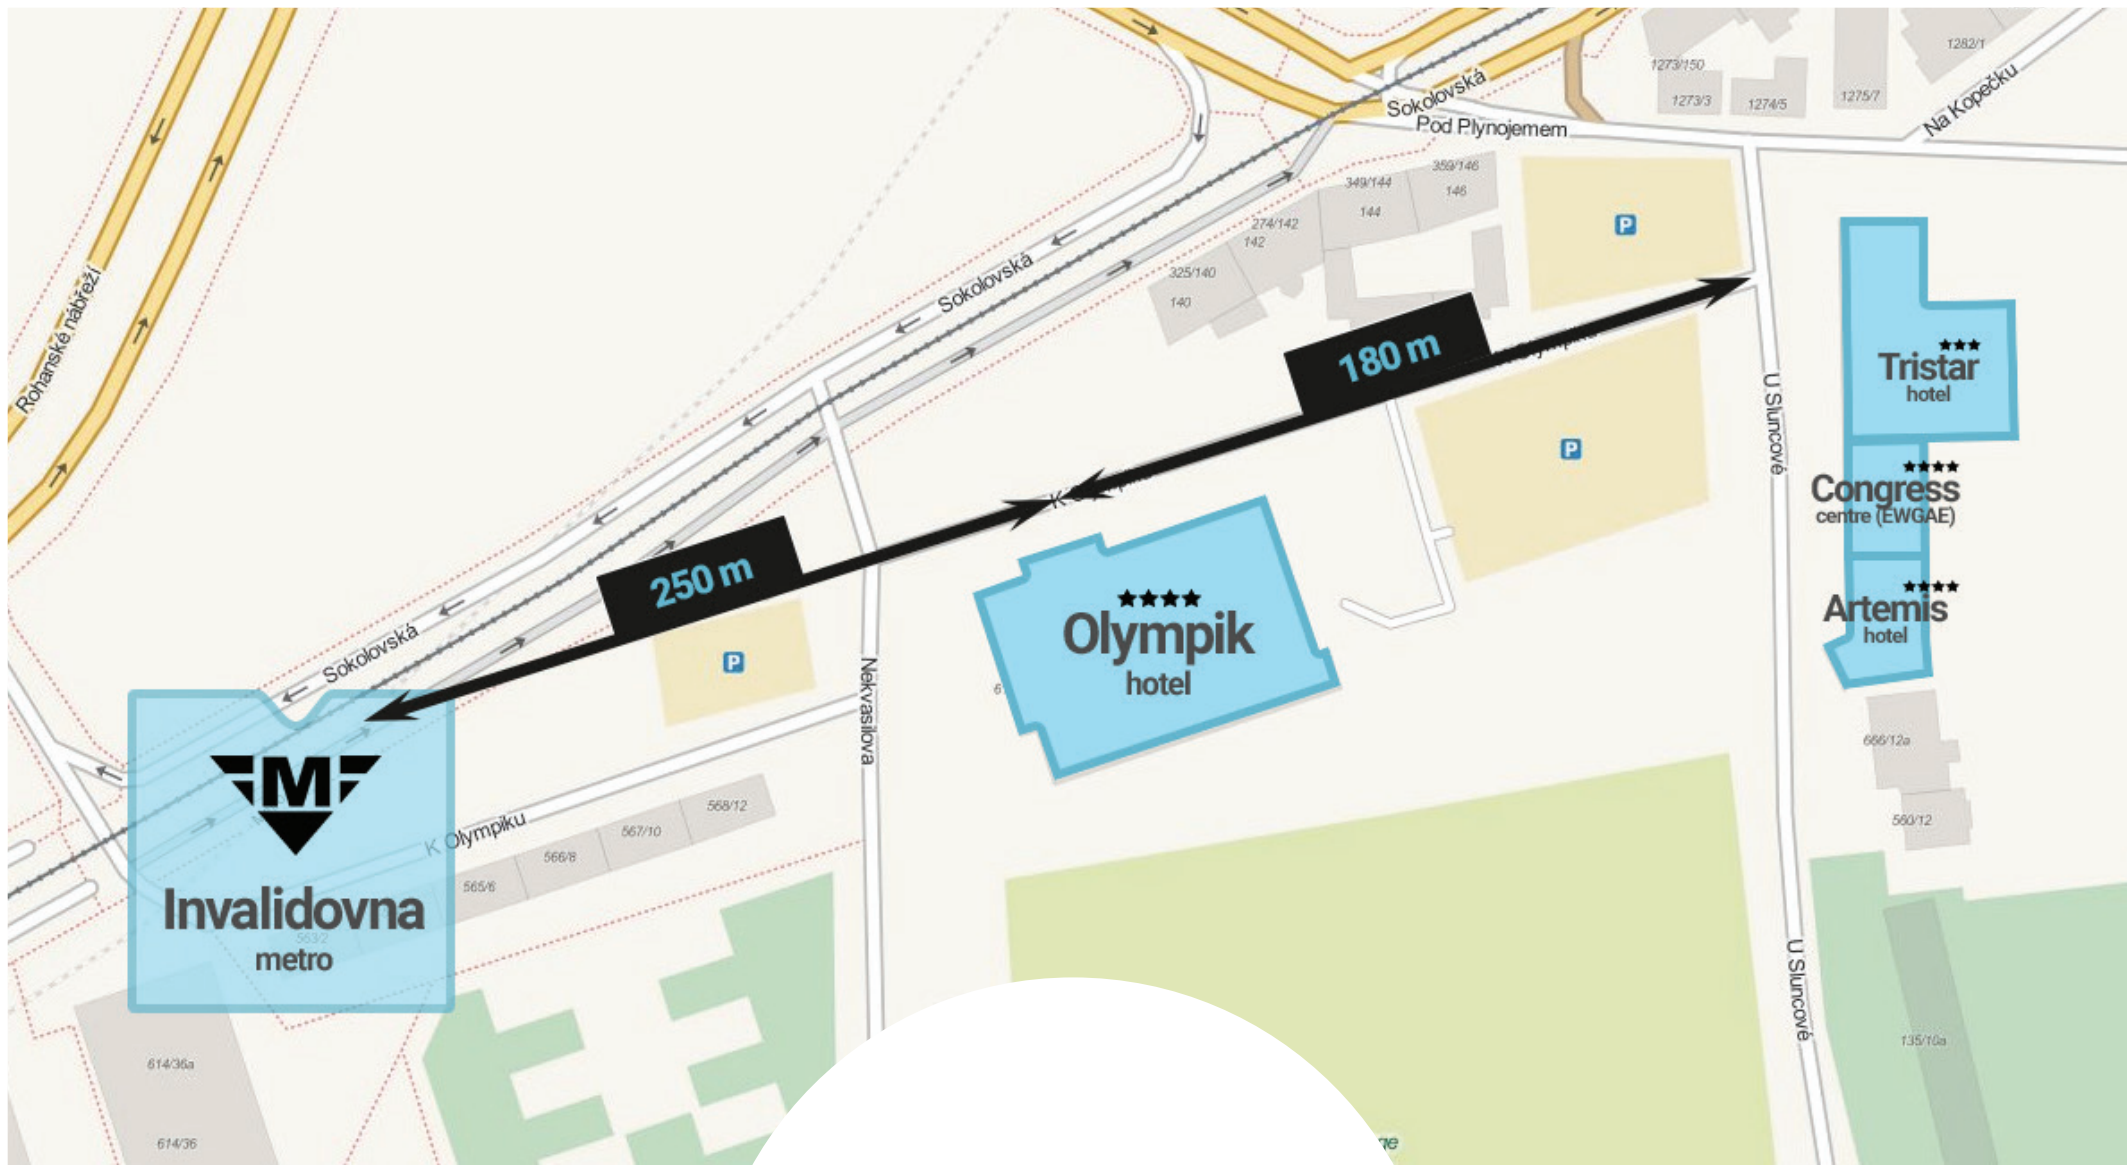 1282/1
1273/150
1273/3
1274/5
1275/7
Na Kopečku
Sokolovská
Pod Plynojemem
359/146
146
349/144
144
274/142
142
325/140
140
P
Rohanské nábřeží
Sokolovská
180 m
Tristar
hotel
U Sluncové
P
Congress
centre (EWGAE)
250 m
Olympik
hotel
Artemis
hotel
Sokolovská
P
Nekvasilova
666/12a
560/12
M
K Olympiku
568/12
567/10
566/8
565/6
563/2
Invalidovna
metro
U Sluncové
135/10a
614/36a
614/36